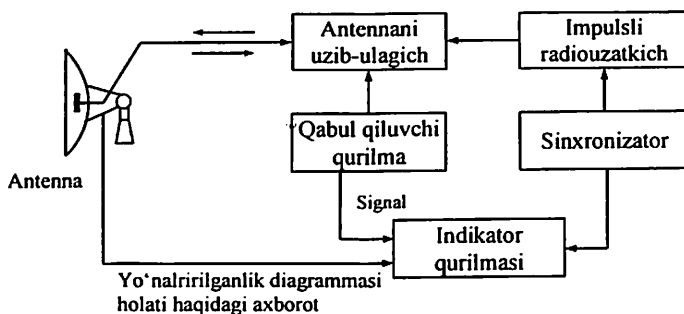 Antennani
uzib-ulagich
Impulsli
radiouzatkich
Qabul qiluvchi
qurilma
Sinxronizator
Antenna
Signal
Indikator
qurilmasi
Yo‘nalririlganlik diagrammasi
holati haqidagi axborot